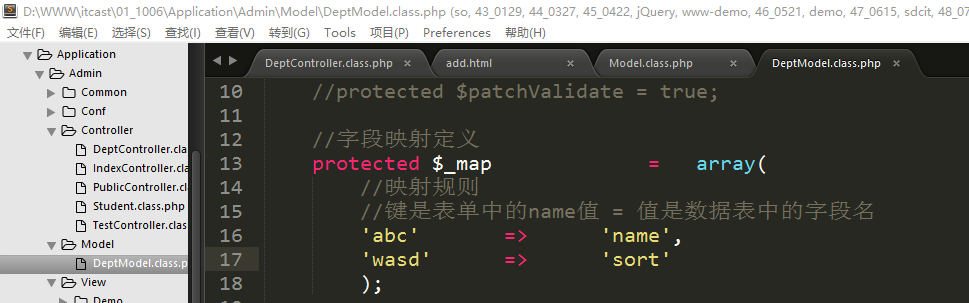 D:\WWW\itcast\01_1006\Application\Admin\Model\DeptModel.class.php (so, 43_0129, 44_0327, 45_0422, jQuery, www-demo, 46_0521, demo, 47_0615, sdcit, 48_07
文件(F) 编辑(E) 选择(S) 查找(I) 查看(V) 转到(G) Tools 项目(P) Preferences 帮助(H)
Application
Admin
Common
Conf
Controller
DeptController.cla
IndexController.cla
PublicController.cl
Student.class.php
TestController.clas
Model
DeptModel.class.p
View
Demo
DeptController.class.php × add.html × Model.class.php × DeptModel.class.php ×
10 //protected $patchValidate = true;
11
12 //字段映射定义
13 protected $_map = array(
14 //映射规则
15 //键是表单中的name值 = 值是数据表中的字段名
16 'abc' => 'name',
17 'wasd' => 'sort'
18 );